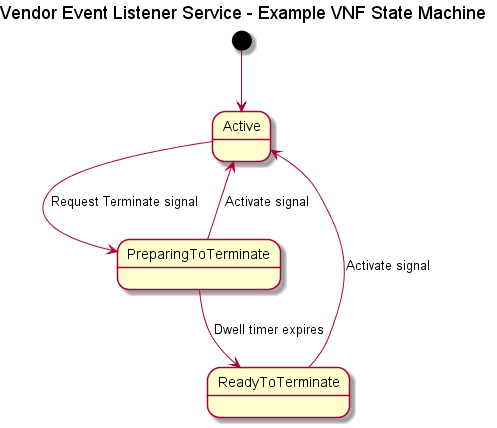 Vendor Event Listener Service - Example VNF State Machine
Active
Request Terminate signal
Activate signal
PreparingToTerminate
Activate signal
Dwell timer expires
ReadyToTerminate